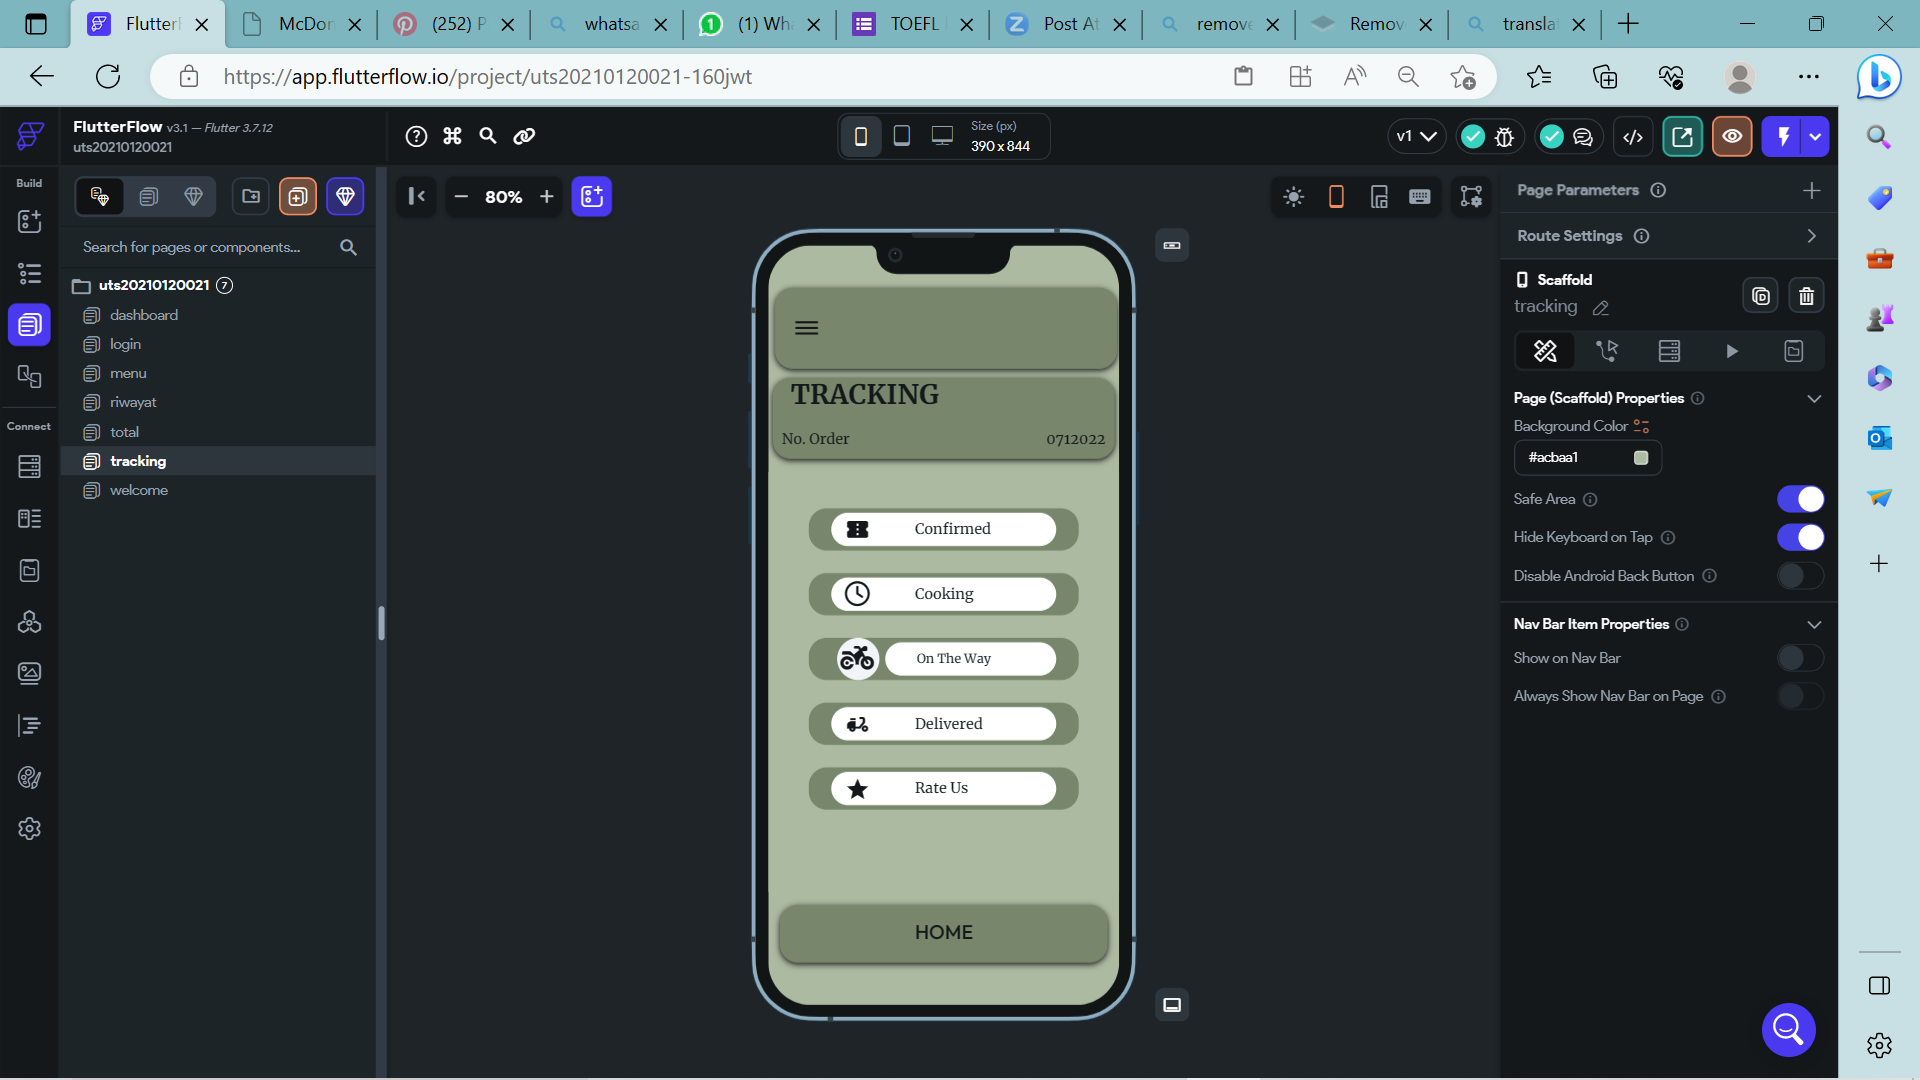 FlutterF
McDon
(252) P
whatsa
(1) Wha
TOEFL
Post At
remove
Remov
transla
https://app.flutterflow.io/project/uts20210120021-160jwt
FlutterFlow v3.1 — Flutter 3.7.12
uts20210120021
Size (px)
390 x 844
v1
Build
80%
Page Parameters
Search for pages or components...
Route Settings
uts20210120021 7
Scaffold
tracking
dashboard
login
menu
riwayat
total
tracking
welcome
Connect
TRACKING
No. Order 0712022
Confirmed
Cooking
On The Way
Delivered
Rate Us
HOME
Page (Scaffold) Properties
Background Color
#acbaa1
Safe Area
Hide Keyboard on Tap
Disable Android Back Button
Nav Bar Item Properties
Show on Nav Bar
Always Show Nav Bar on Page